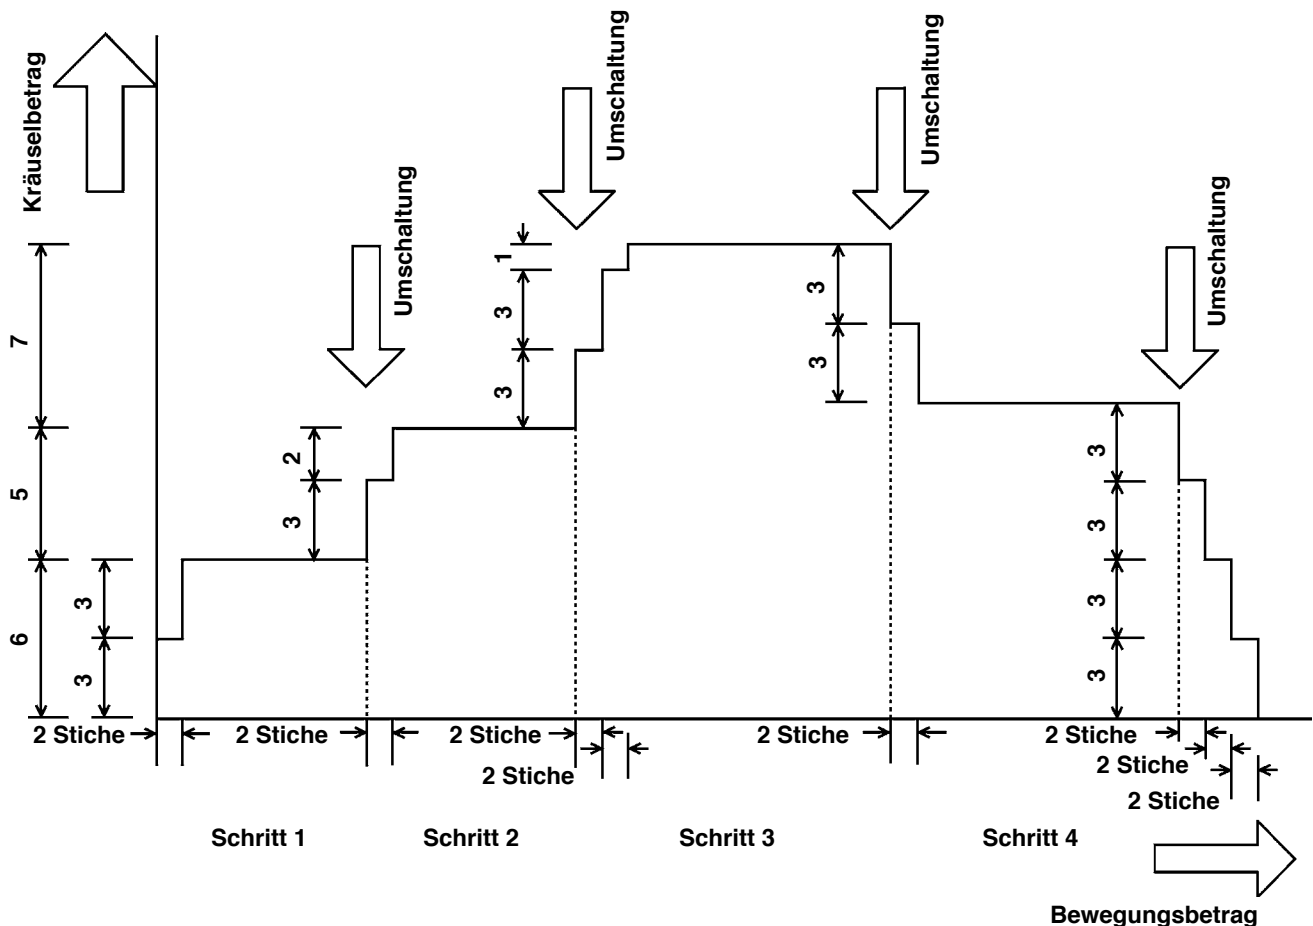 Kräuselbetrag
Umschaltung
Umschaltung
Umschaltung
Umschaltung
7
5
6
3
3
2
3
1
3
3
3
3
3
3
3
3
2 Stiche
2 Stiche
2 Stiche
2 Stiche
2 Stiche
2 Stiche
2 Stiche
2 Stiche
Schritt 1
Schritt 2
Schritt 3
Schritt 4
Bewegungsbetrag